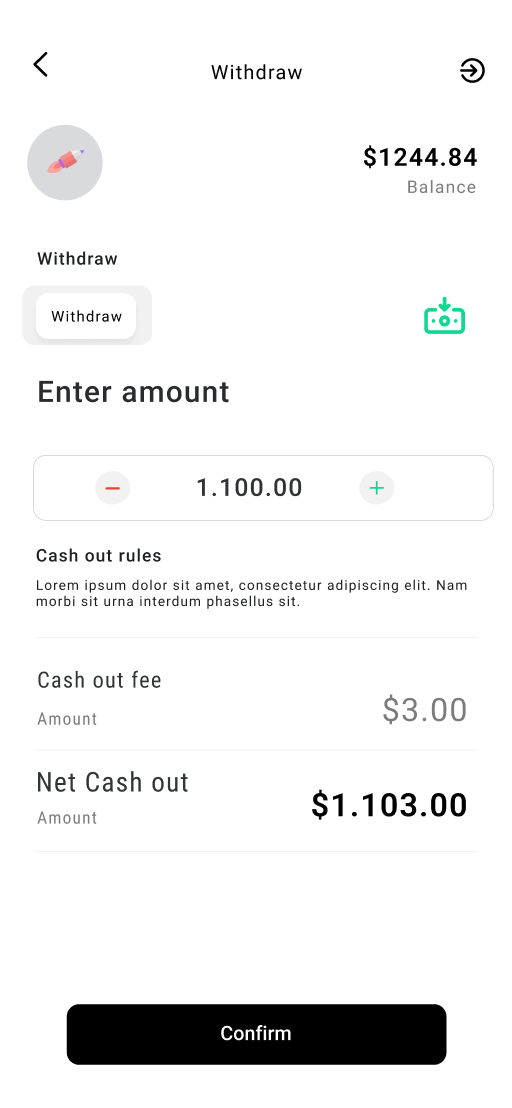 Withdraw
$1244.84
Balance
Withdraw
Withdraw
Enter amount
1.100.00
Cash out rules
Lorem ipsum dolor sit amet, consectetur adipiscing elit. Nam
morbi sit urna interdum phasellus sit.
Cash out fee
Amount
$3.00
Net Cash out
Amount
$1.103.00
Confirm